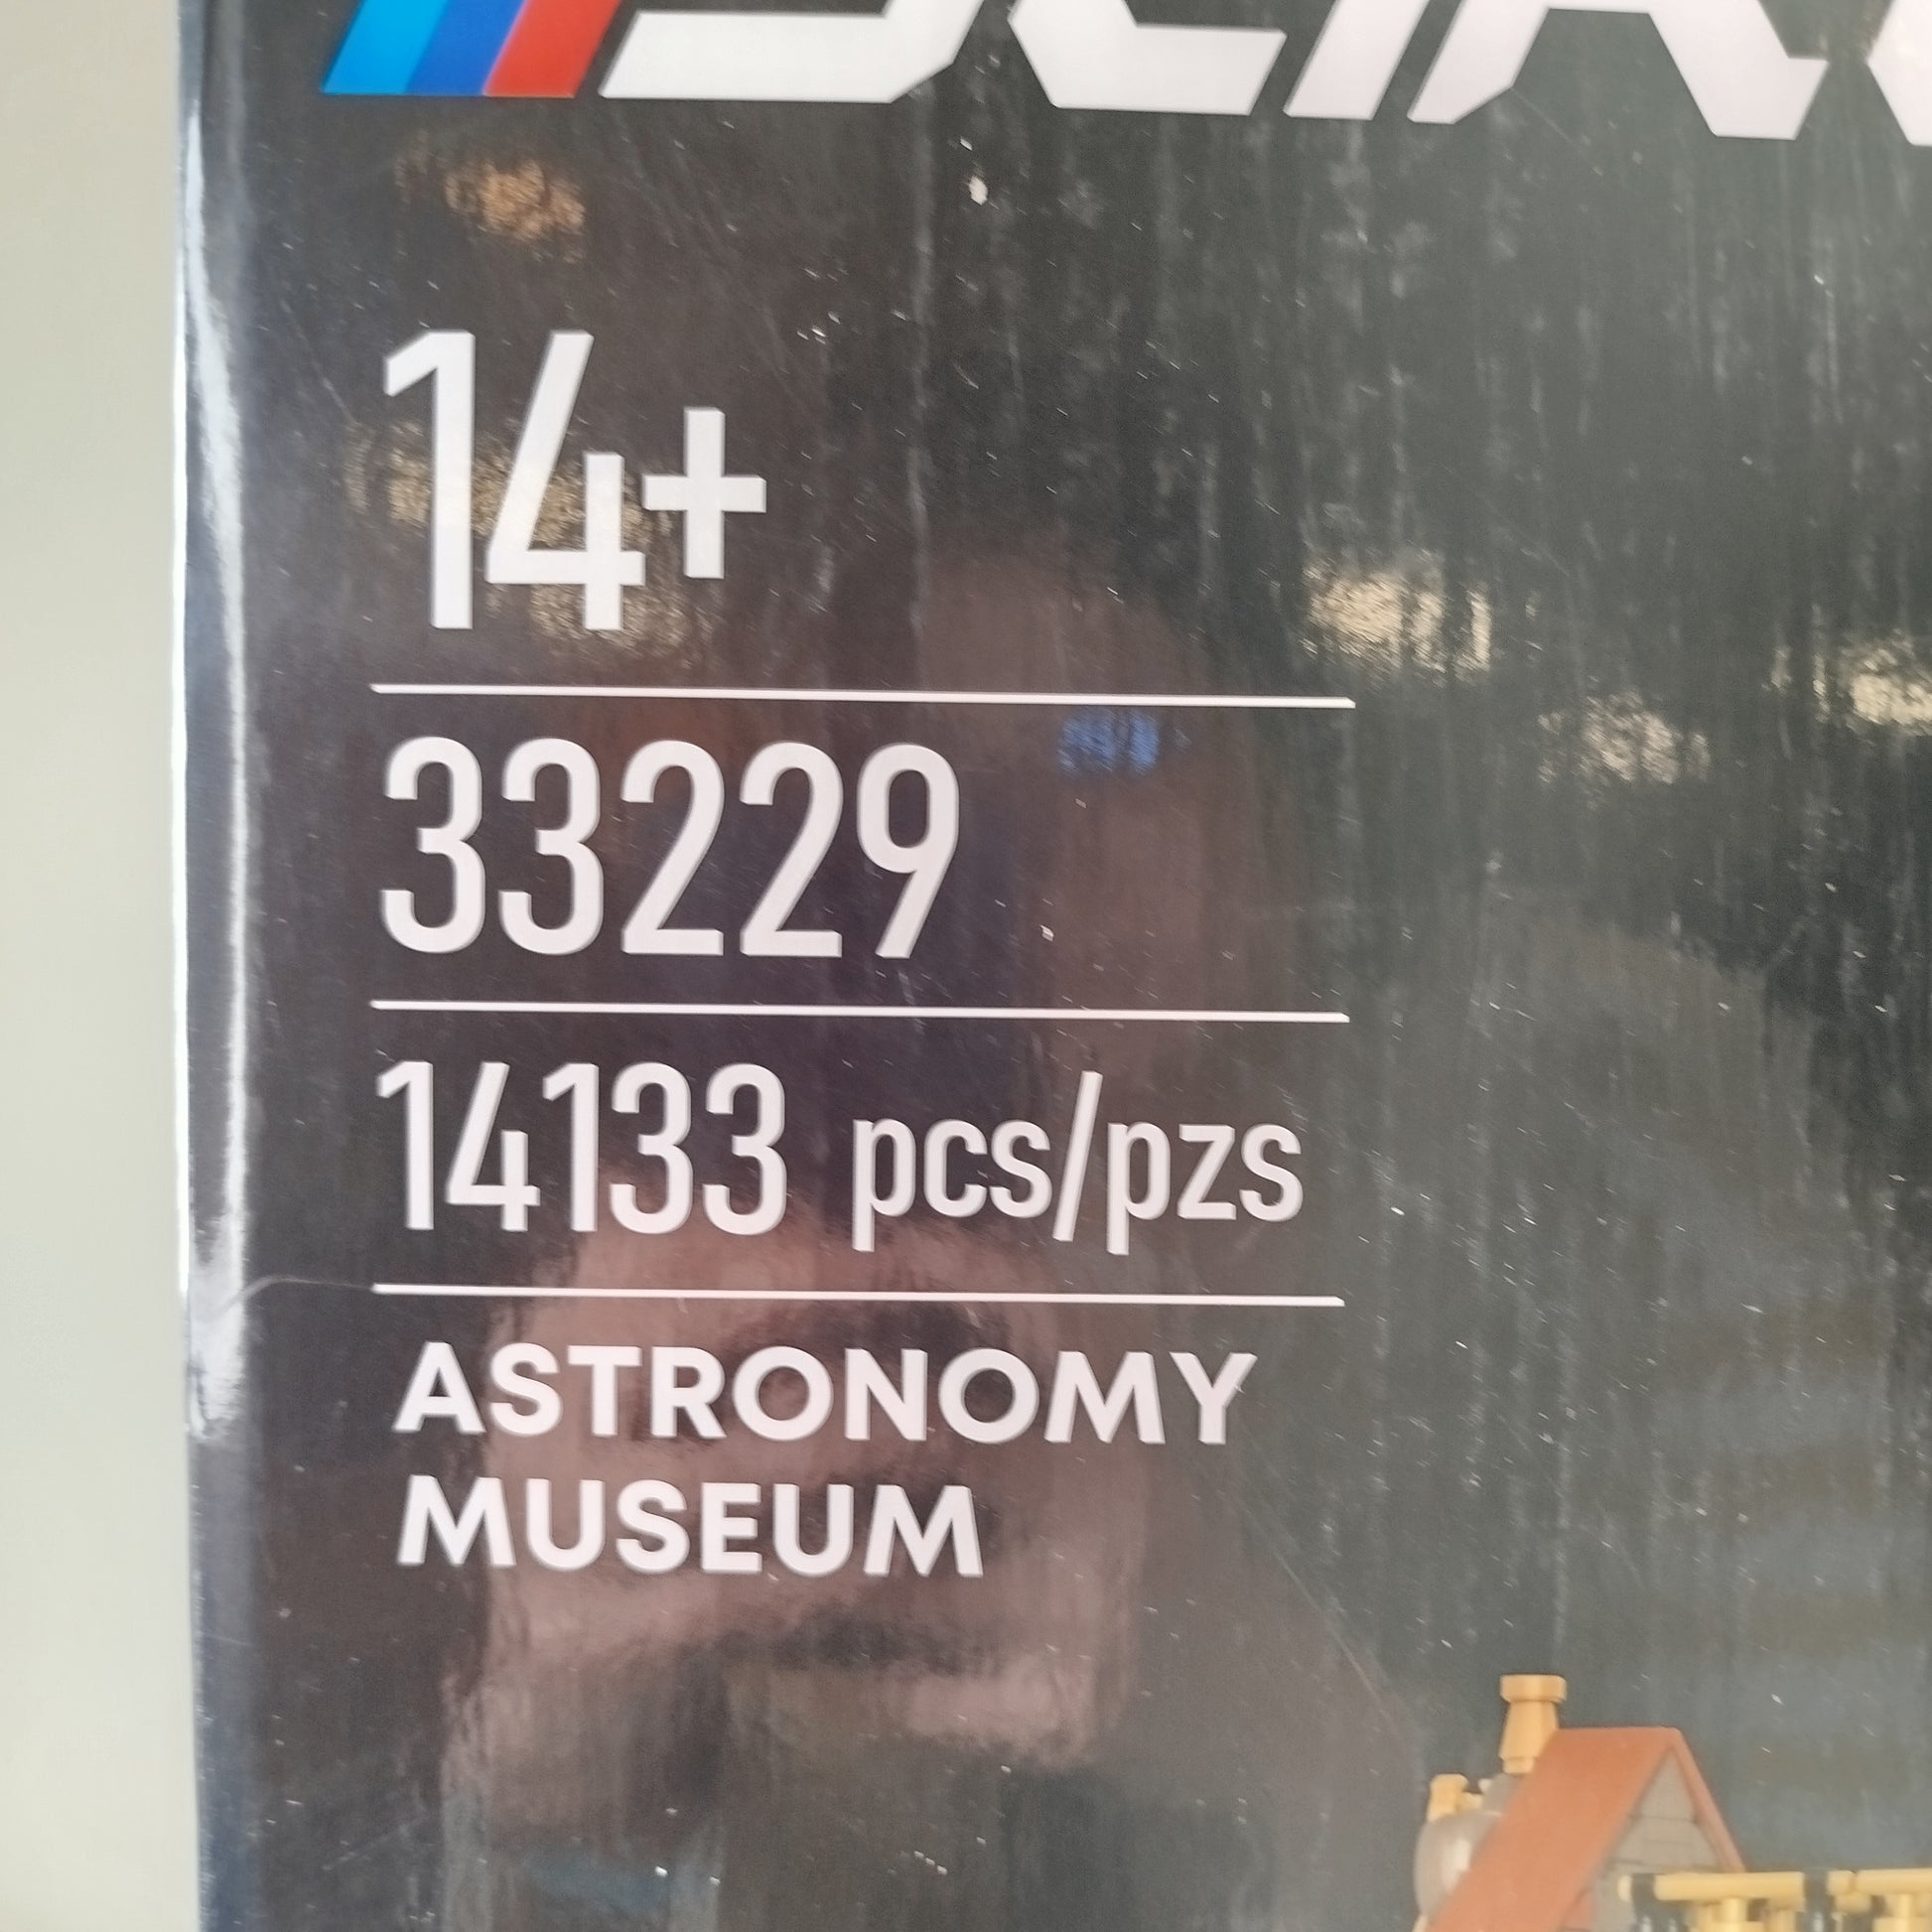 14+
33229
14133 pcs/pzs
ASTRONOMY
MUSEUM